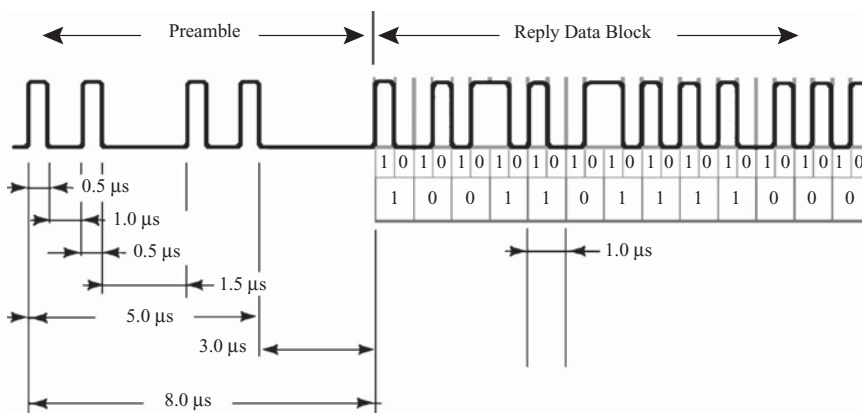 Preamble Reply Data Block
1 0 1 0 1 0 1 0 1 0 1 0 1 0 1 0 1 0 1 0 1 0 1 0 1 0
1 0 0 1 1 0 1 1 1 1 0 0 0
0.5 µs
1.0 µs
0.5 µs 1.0 µs
1.5 µs
5.0 µs
3.0 µs
8.0 µs